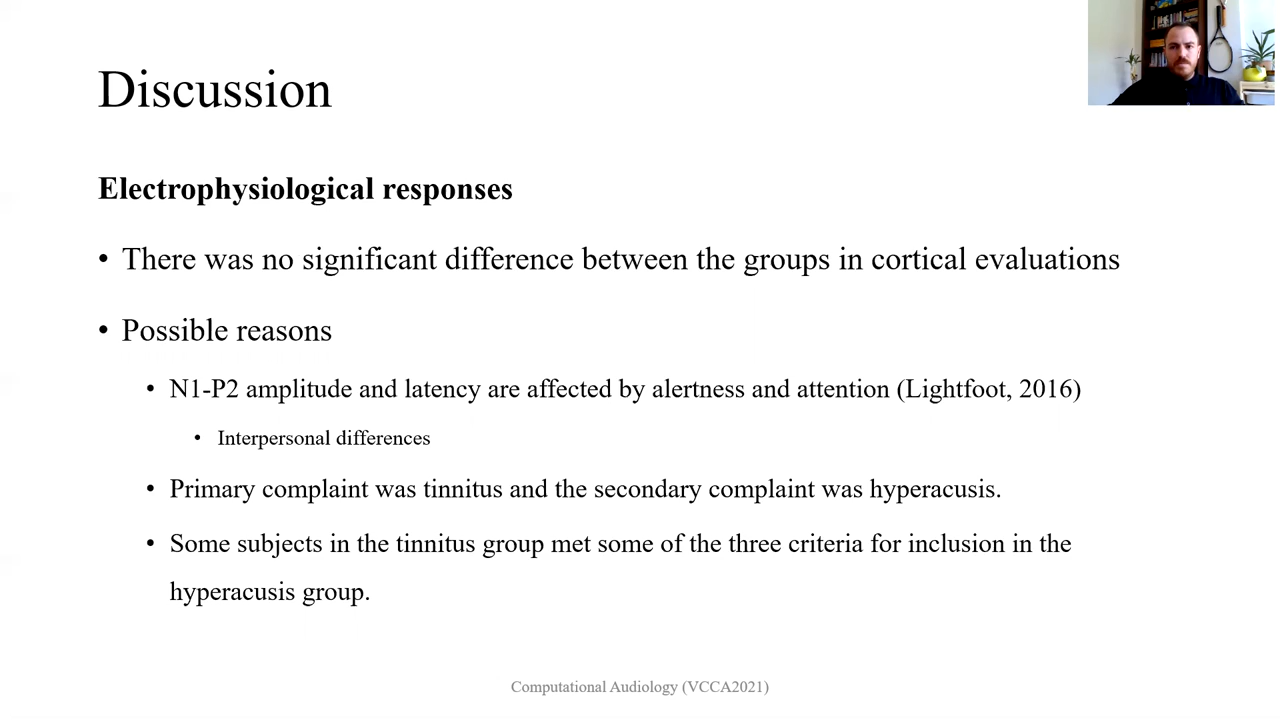 Discussion
Electrophysiological responses
• There was no significant difference between the groups in cortical evaluations
• Possible reasons
• N1-P2 amplitude and latency are affected by alertness and attention (Lightfoot, 2016)
• Interpersonal differences
• Primary complaint was tinnitus and the secondary complaint was hyperacusis.
• Some subjects in the tinnitus group met some of the three criteria for inclusion in the
hyperacusis group.
Computational Audiology (VCCA2021)